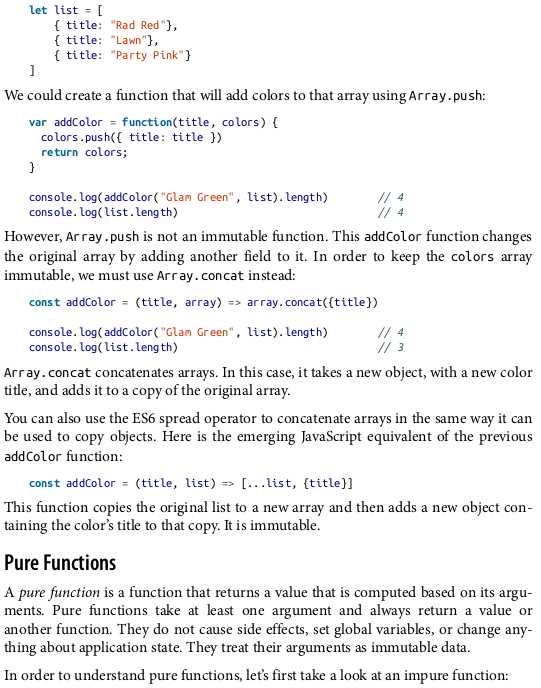 let list = [
{ title: "Rad Red"},
{ title: "Lawn"},
{ title: "Party Pink"}
]
We could create a function that will add colors to that array using Array.push:
var addColor = function(title, colors) {
colors.push({ title: title })
return colors;
}
console.log(addColor("Glam Green", list).length) // 4
console.log(list.length) // 4
However, Array.push is not an immutable function. This addColor function changes
the original array by adding another field to it. In order to keep the colors array
immutable, we must use Array.concat instead:
const addColor = (title, array) => array.concat({title})
console.log(addColor("Glam Green", list).length) // 4
console.log(list.length) // 3
Array.concat concatenates arrays. In this case, it takes a new object, with a new color
title, and adds it to a copy of the original array.
You can also use the ES6 spread operator to concatenate arrays in the same way it can
be used to copy objects. Here is the emerging JavaScript equivalent of the previous
addColor function:
const addColor = (title, list) => [...list, {title}]
This function copies the original list to a new array and then adds a new object con-
taining the color's title to that copy. It is immutable.
Pure Functions
A pure function is a function that returns a value that is computed based on its argu-
ments. Pure functions take at least one argument and always return a value or
another function. They do not cause side effects, set global variables, or change any-
thing about application state. They treat their arguments as immutable data.
In order to understand pure functions, let's first take a look at an impure function: